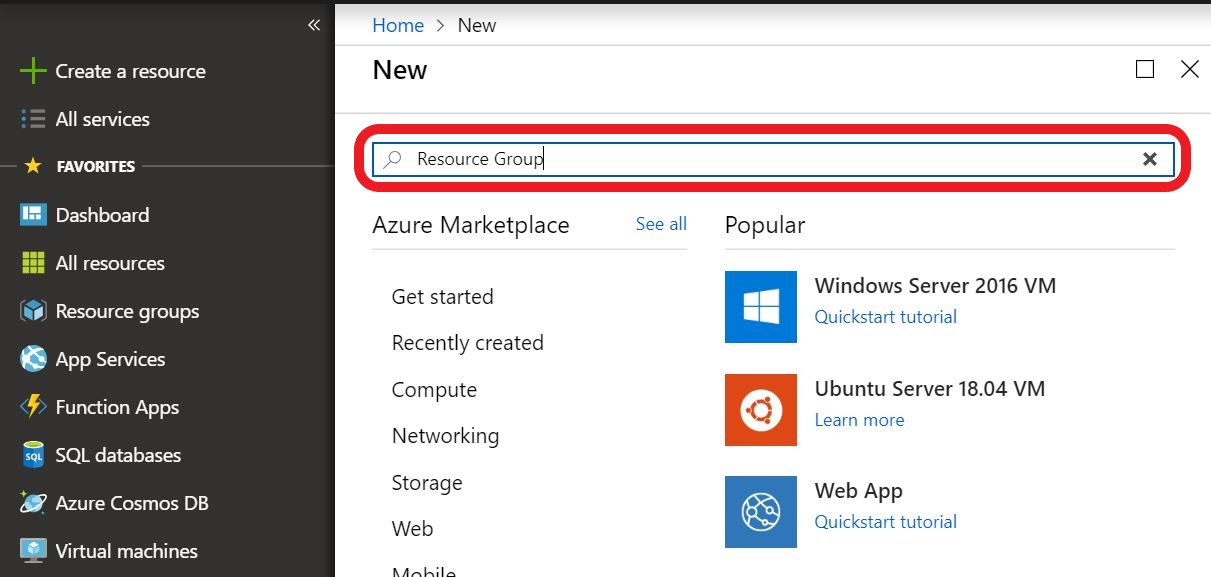 «
Create a resource
All services
FAVORITES
Dashboard
All resources
Resource groups
App Services
Function Apps
SQL
SQL databases
Azure Cosmos DB
Virtual machines
Home > New
New
Resource Group
Azure Marketplace See all
Get started
Recently created
Compute
Networking
Storage
Web
Mobile
Popular
Windows Server 2016 VM
Quickstart tutorial
Ubuntu Server 18.04 VM
Learn more
Web App
Quickstart tutorial